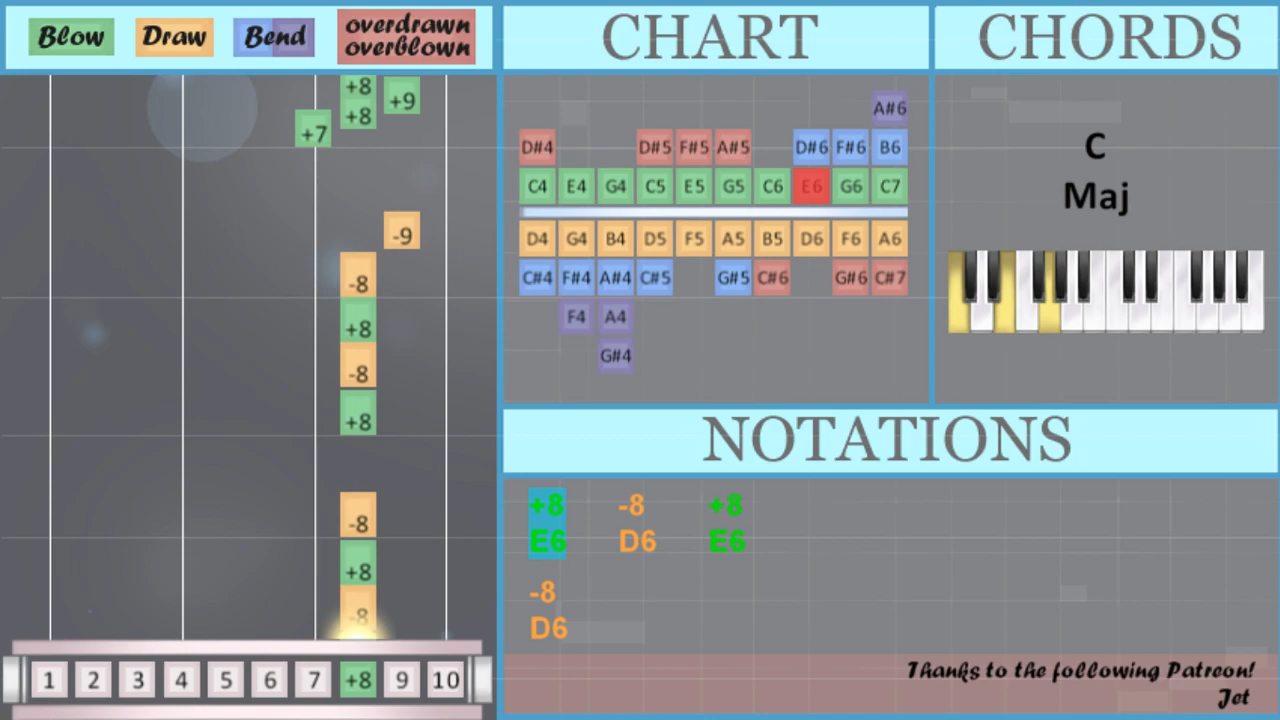 Blow Draw Bend overdrawn
overblown
CHART
CHORDS
+8
+8
+9
+7
-9
-8
+8
-8
+8
-8
+8
-8
1 2 3 4 5 6 7 +8 9 10
A#6
D#4 D#5 F#5 A#5 D#6 F#6 B6
C4 E4 G4 C5 E5 G5 C6 E6 G6 C7
D4 G4 B4 D5 F5 A5 B5 D6 F6 A6
C#4 F#4 A#4 C#5 G#5 C#6 G#6 C#7
F4 A4
G#4
C
Maj
NOTATIONS
+8 -8 +8
E6 D6 E6
-8
D6
Thanks to the following Patreon!
Jet